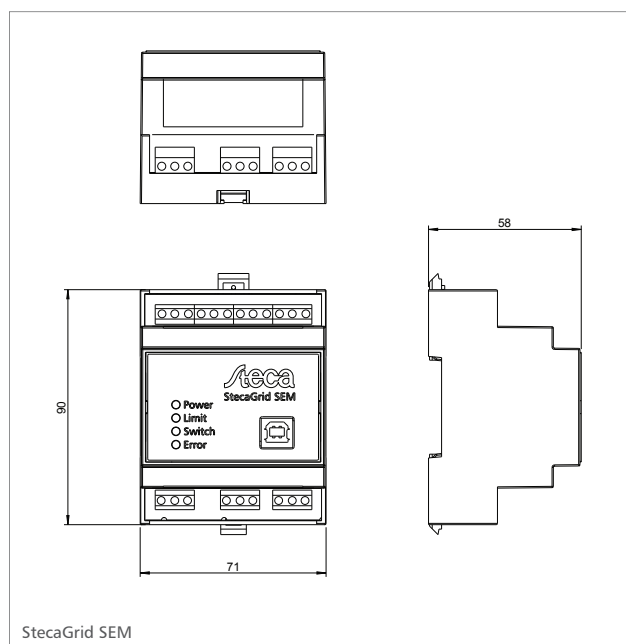 58
90
Steca
StecaGrid SEM
Power
Limit
Switch
Error
71
StecaGrid SEM